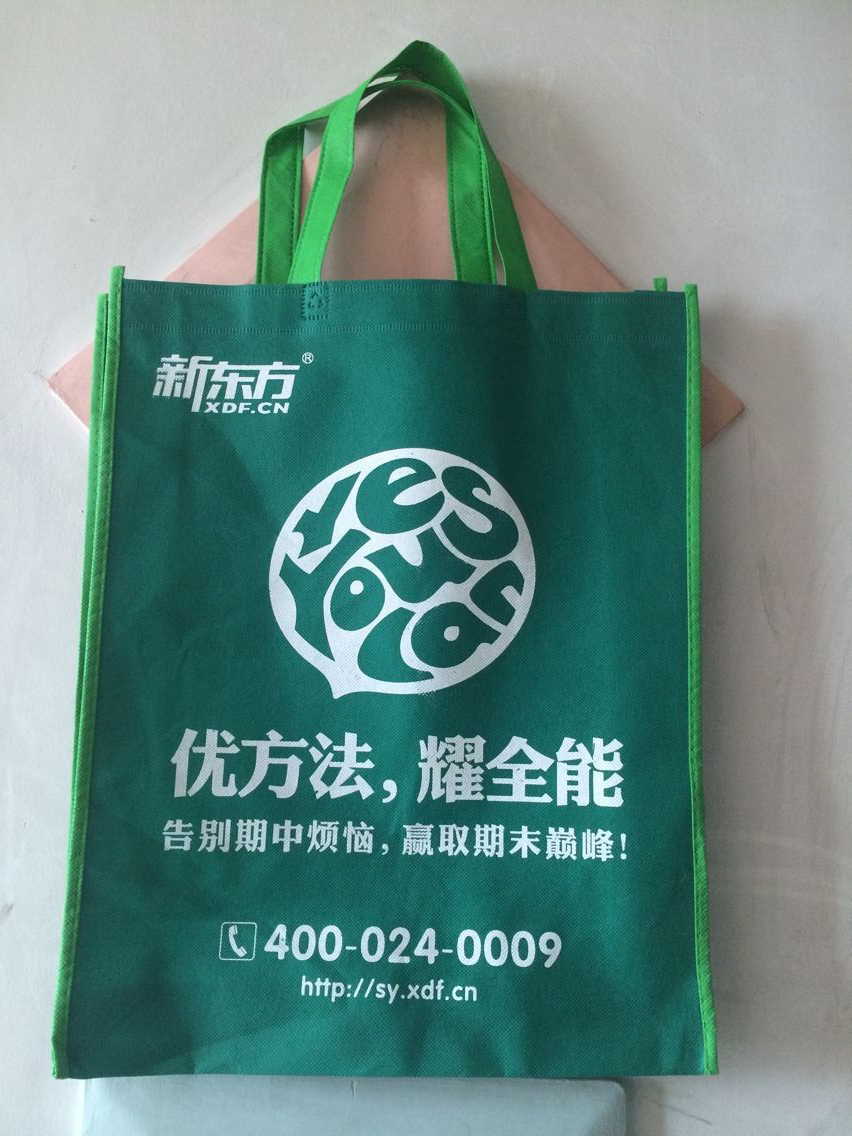 新东方®
XDF.CN
yes
you
can
优方法，耀全能
告别期中烦恼，赢取期末巅峰！
400-024-0009
http://sy.xdf.cn